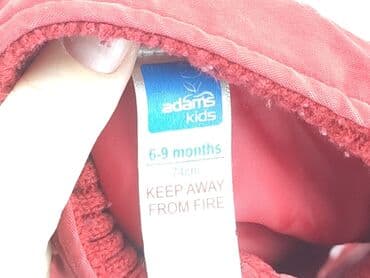 adams
kids
6-9 months
74cm
KEEP AWAY
FROM FIRE